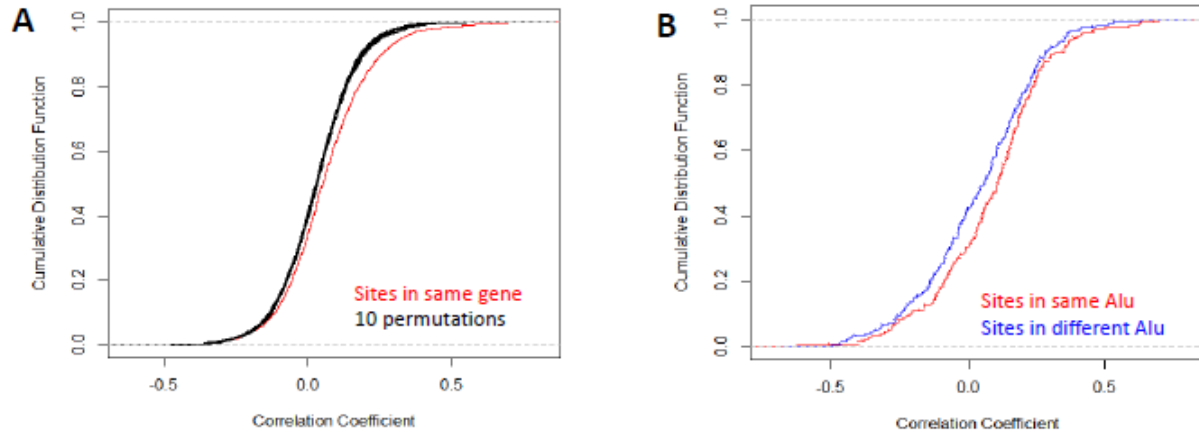 A
Cumulative Distribution Function
1.0
0.8
0.6
0.4
0.2
0.0
Sites in same gene
10 permutations
-0.5
0.0
0.5
Correlation Coefficient
B
Cumulative Distribution Function
1.0
0.8
0.6
0.4
0.2
0.0
Sites in same Alu
Sites in different Alu
-0.5
0.0
0.5
Correlation Coefficient